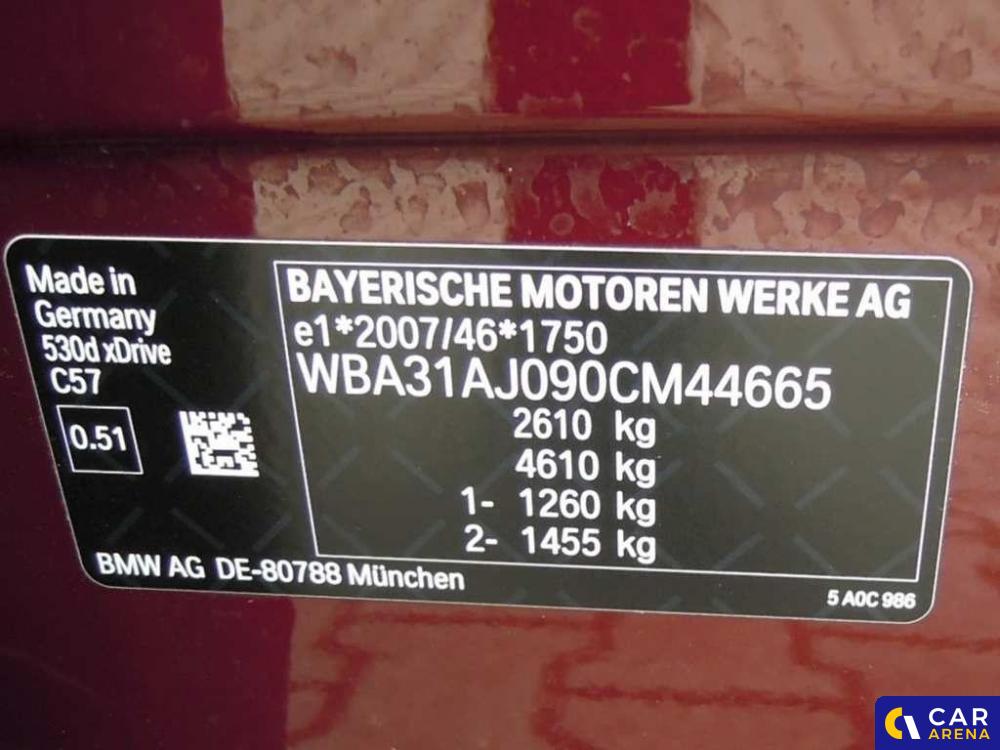 Made in
Germany
530d xDrive
C57
0.51
BAYERISCHE MOTOREN WERKE AG
e1*2007/46*1750
WBA31AJ090CM44665
2610 kg
4610 kg
1- 1260 kg
2- 1455 kg
BMW AG DE-80788 München
5 A0C 986
CAR
ARENA